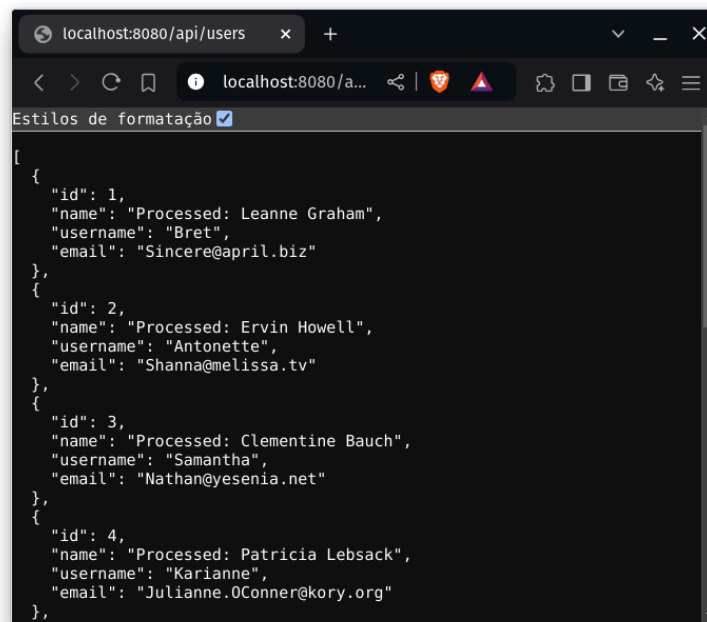 localhost:8080/api/users
localhost:8080/a...
Estilos de formatação
[
  {
    "id": 1,
    "name": "Processed: Leanne Graham",
    "username": "Bret",
    "email": "Sincere@april.biz"
  },
  {
    "id": 2,
    "name": "Processed: Ervin Howell",
    "username": "Antonette",
    "email": "Shanna@melissa.tv"
  },
  {
    "id": 3,
    "name": "Processed: Clementine Bauch",
    "username": "Samantha",
    "email": "Nathan@yesenia.net"
  },
  {
    "id": 4,
    "name": "Processed: Patricia Lebsack",
    "username": "Karianne",
    "email": "Julianne.OConner@kory.org"
  },